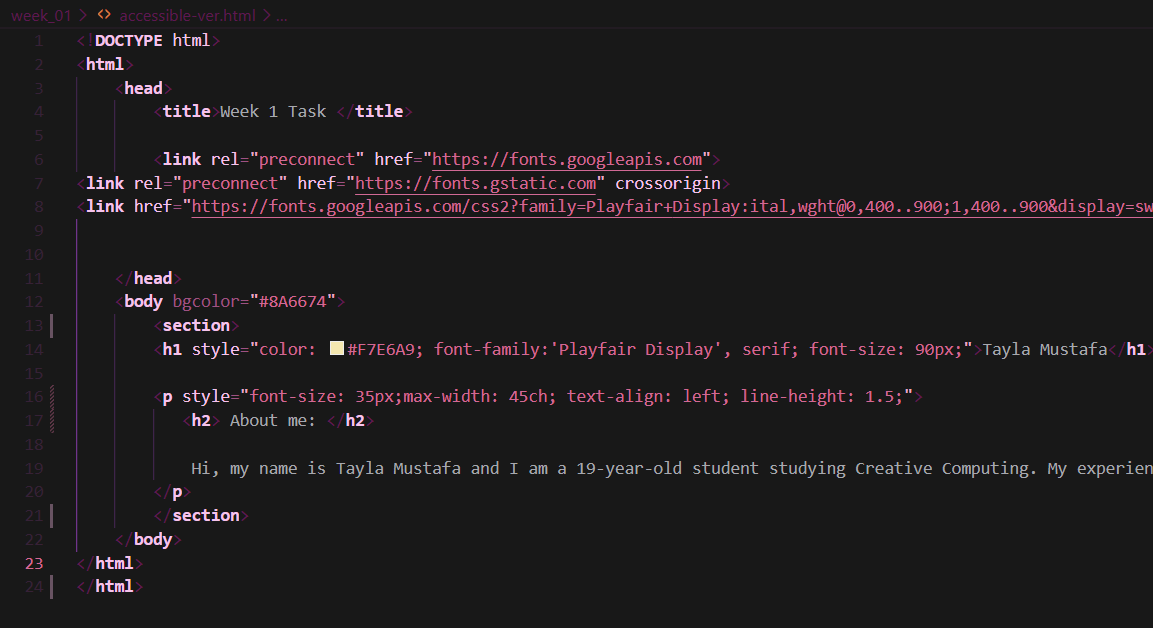 week_01 > <> accessible-ver.html > ...
1 <!DOCTYPE html>
2 <html>
3 <head>
4 <title>Week 1 Task </title>
5
6 <link rel="preconnect" href="https://fonts.googleapis.com">
7 <link rel="preconnect" href="https://fonts.gstatic.com" crossorigin>
8 <link href="https://fonts.googleapis.com/css2?family=Playfair+Display:ital,wght@0,400..900;1,400..900&display=sw
9
10
11 </head>
12 <body bgcolor="#8A6674">
13 <section>
14 <h1 style="color: #F7E6A9; font-family:'Playfair Display', serif; font-size: 90px;">Tayla Mustafa</h1>
15
16 <p style="font-size: 35px;max-width: 45ch; text-align: left; line-height: 1.5;">
17 <h2> About me: </h2>
18
19 Hi, my name is Tayla Mustafa and I am a 19-year-old student studying Creative Computing. My experien
20 </p>
21 </section>
22 </body>
23 </html>
24 </html>